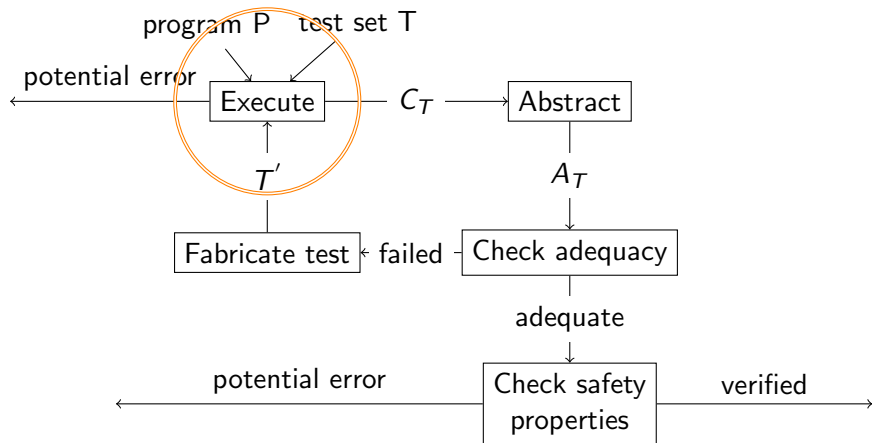 program P
test set T
potential error
Execute
C_T
Abstract
T′
A_T
Fabricate test
failed
Check adequacy
adequate
potential error
Check safety
properties
verified